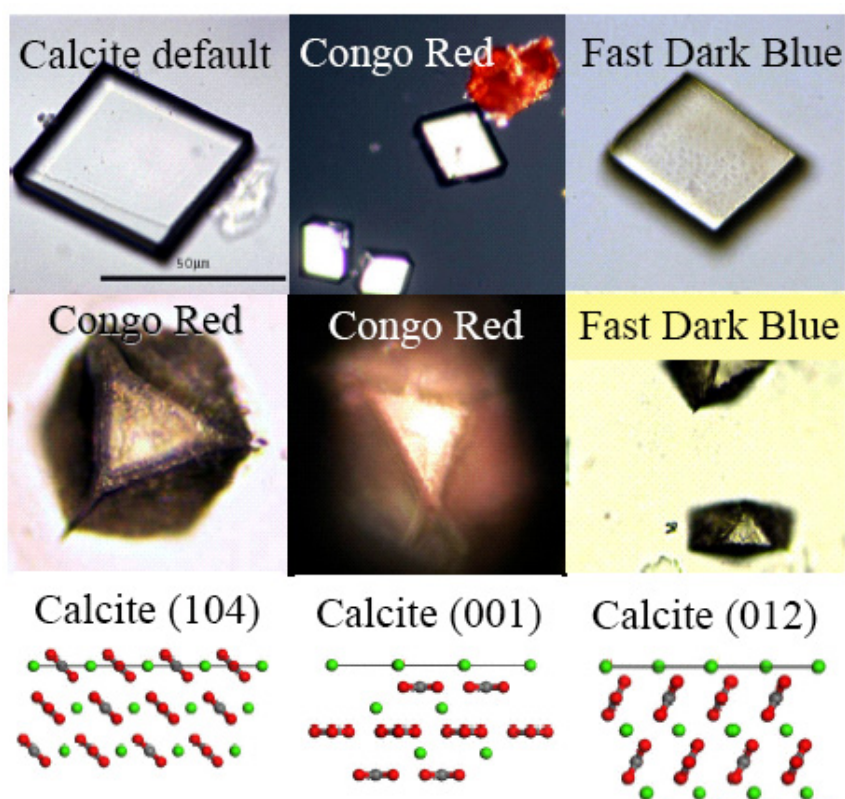 Calcite default
Congo Red
Fast Dark Blue
50µm
Congo Red
Congo Red
Fast Dark Blue
Calcite (104)
Calcite (001)
Calcite (012)